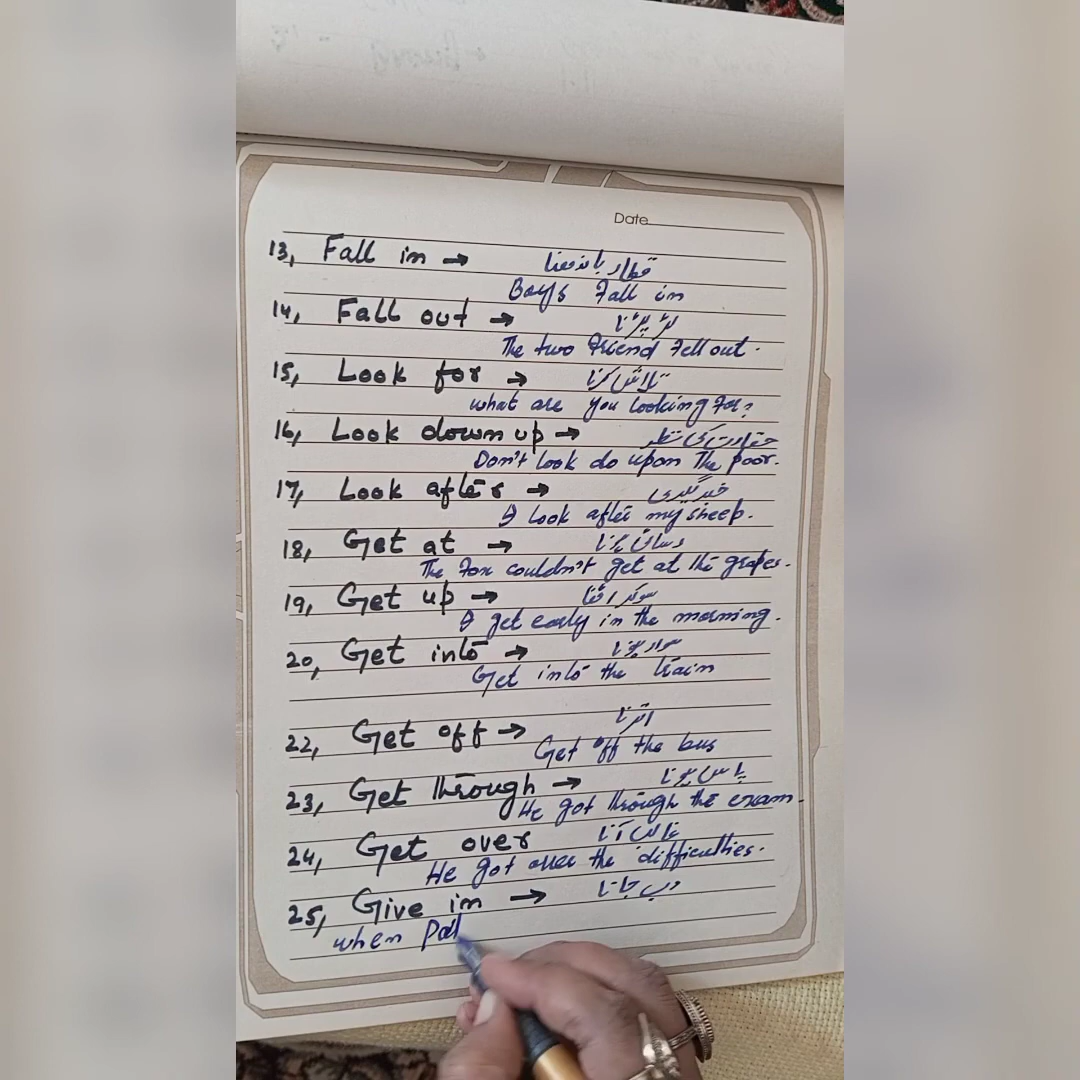 Date
13, Fall in → قطار باندھنا
Boys Fall in
14, Fall out → لڑ پڑنا
The two Friend Fell out.
15, Look for → تلاش کرنا
what are you looking For?
16, Look down up → حقارت کی نظر
Don't look do upon The poor.
17, Look after → خبر گیری
I look after my sheep.
18, Get at → رسائی ہونا
The Fox couldn't get at the grapes.
19, Get up → سوکر اٹھنا
I get early in the morning.
20, Get into → سوار ہونا
Get into the train
22, Get off → اترنا
Get off the bus
23, Get through → پاس ہونا
He got through the exam.
24, Get over غالب آنا
He got over the difficulties.
25, Give in → دب جانا
when